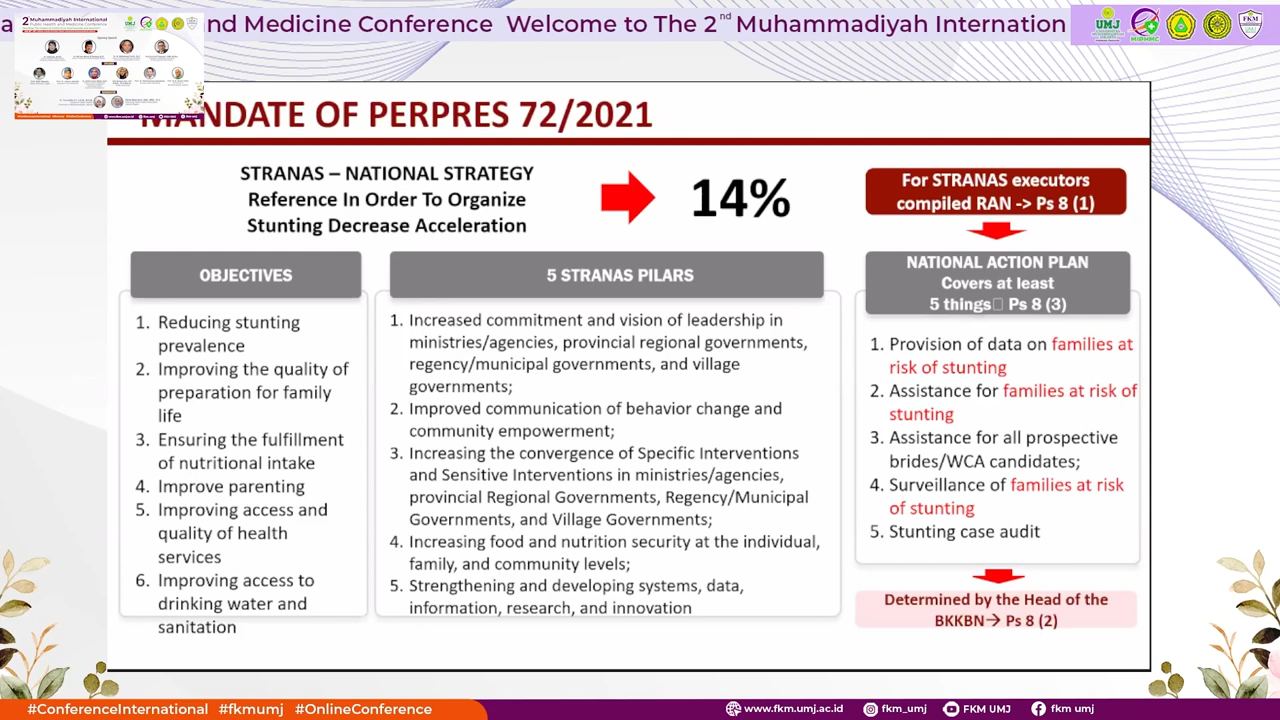 and Medicine Conference - Welcome to The 2nd Muhammadiyah Internation
UMJ
FKM
2 Muhammadiyah International
Public Health and Medicine Conference
MANDATE OF PERPRES 72/2021
STRANAS – NATIONAL STRATEGY
Reference In Order To Organize
Stunting Decrease Acceleration
14%
For STRANAS executors
compiled RAN -> Ps 8 (1)
OBJECTIVES
1. Reducing stunting
prevalence
2. Improving the quality of
preparation for family
life
3. Ensuring the fulfillment
of nutritional intake
4. Improve parenting
5. Improving access and
quality of health
services
6. Improving access to
drinking water and
sanitation
5 STRANAS PILARS
1. Increased commitment and vision of leadership in
ministries/agencies, provincial regional governments,
regency/municipal governments, and village
governments;
2. Improved communication of behavior change and
community empowerment;
3. Increasing the convergence of Specific Interventions
and Sensitive Interventions in ministries/agencies,
provincial Regional Governments, Regency/Municipal
Governments, and Village Governments;
4. Increasing food and nutrition security at the individual,
family, and community levels;
5. Strengthening and developing systems, data,
information, research, and innovation
NATIONAL ACTION PLAN
Covers at least
5 things Ps 8 (3)
1. Provision of data on families at
risk of stunting
2. Assistance for families at risk of
stunting
3. Assistance for all prospective
brides/WCA candidates;
4. Surveillance of families at risk
of stunting
5. Stunting case audit
Determined by the Head of the
BKKBN→ Ps 8 (2)
#ConferenceInternational #fkmumj #OnlineConference
www.fkm.umj.ac.id fkm_umj FKM UMJ fkm umj